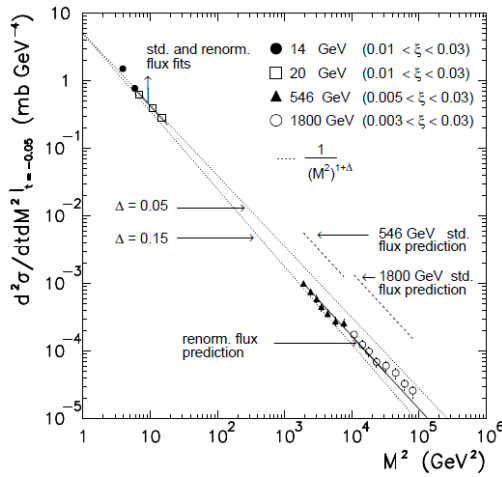 10
1
10⁻¹
10⁻²
10⁻³
10⁻⁴
10⁻⁵
d²σ/dtdM²|ₜ₌₋₀.₀₅ (mb GeV⁻⁴)
std. and renorm.
flux fits
14 GeV (0.01 < ξ < 0.03)
20 GeV (0.01 < ξ < 0.03)
546 GeV (0.005 < ξ < 0.03)
1800 GeV (0.003 < ξ < 0.03)
1
(M²)¹⁺ᐞ
Δ = 0.05
Δ = 0.15
546 GeV std.
flux prediction
1800 GeV std.
flux prediction
renorm. flux
prediction
1 10 10² 10³ 10⁴ 10⁵ 10⁶
M² (GeV²)